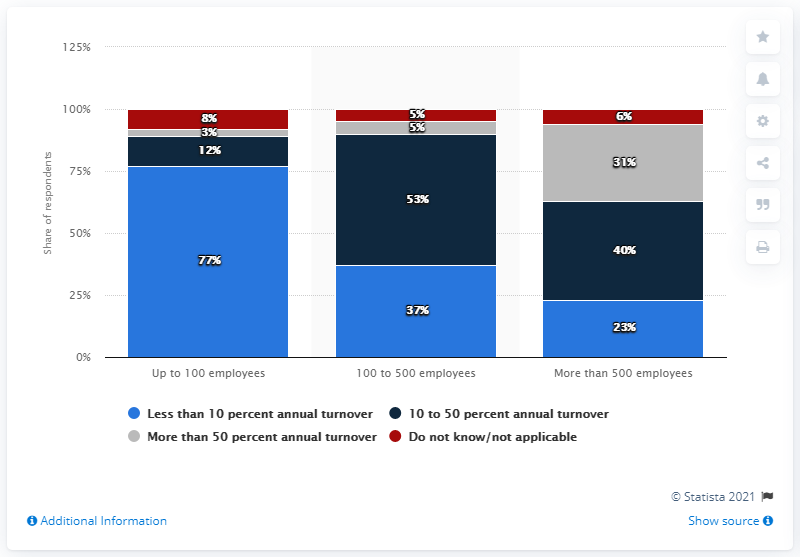 125%
100%
75%
50%
25%
0%
Share of respondents
8%
3%
12%
77%
5%
5%
53%
37%
6%
31%
40%
23%
Up to 100 employees
100 to 500 employees
More than 500 employees
Less than 10 percent annual turnover
10 to 50 percent annual turnover
More than 50 percent annual turnover
Do not know/not applicable
© Statista 2021
Additional Information
Show source